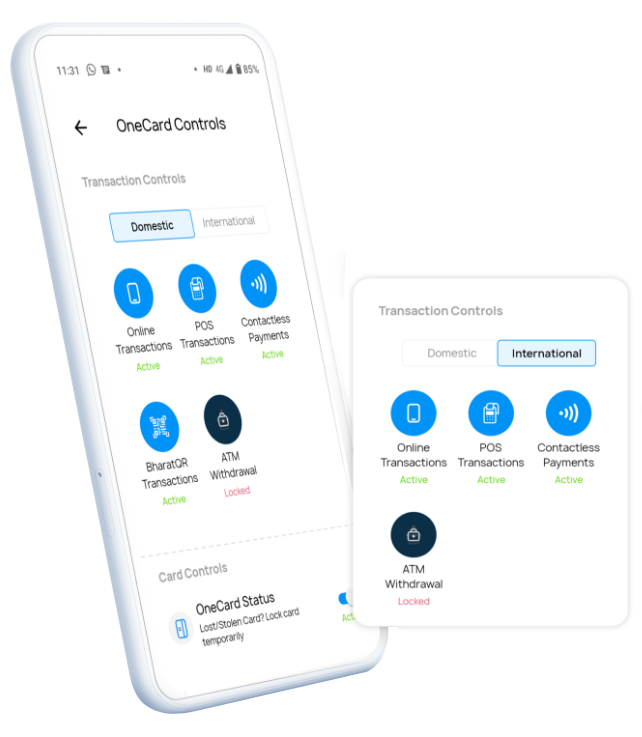 11:31
HD 4G 85%
OneCard Controls
Transaction Controls
Domestic International
Online
Transactions
Active
POS
Transactions
Active
Contactless
Payments
Active
BharatQR
Transactions
Active
ATM
Withdrawal
Locked
Card Controls
OneCard Status
Lost/Stolen Card? Lock card
temporarily
Transaction Controls
Domestic International
Online
Transactions
Active
POS
Transactions
Active
Contactless
Payments
Active
ATM
Withdrawal
Locked